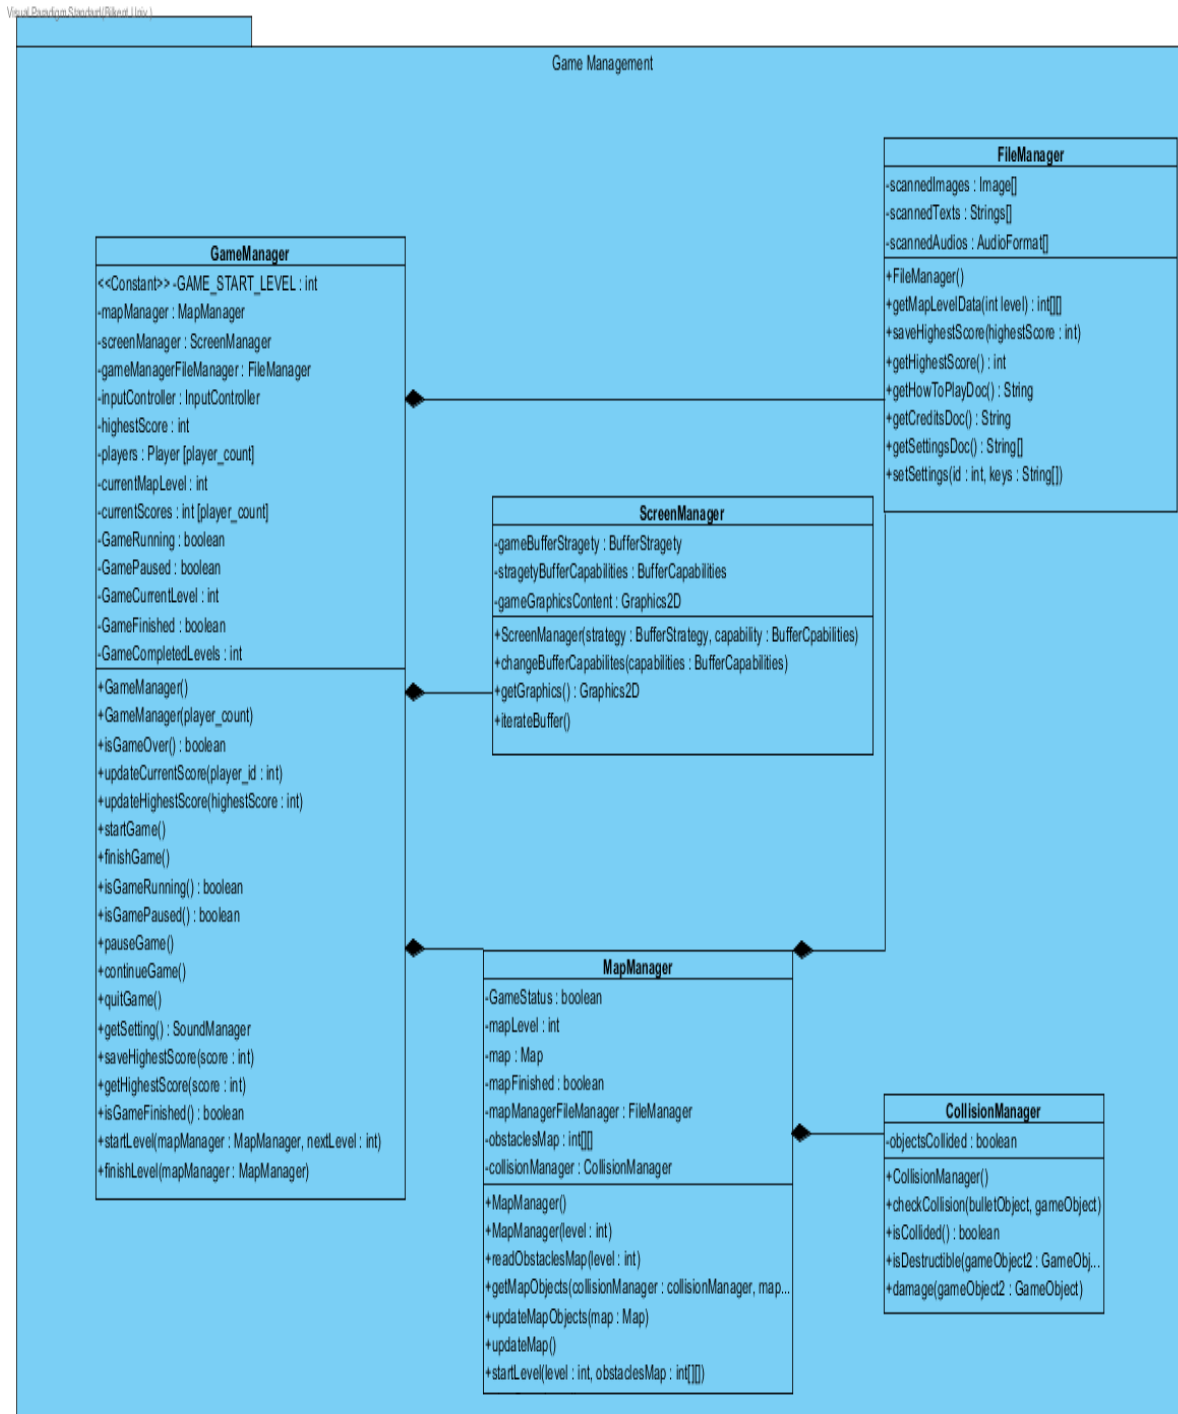 Visual Paradigm Standard(Bilkent Univ.)
Game Management
FileManager
-scannedImages : Image[]
-scannedTexts : Strings[]
-scannedAudios : AudioFormat[]
+FileManager()
+getMapLevelData(int level) : int[][]
+saveHighestScore(highestScore : int)
+getHighestScore() : int
+getHowToPlayDoc() : String
+getCreditsDoc() : String
+getSettingsDoc() : String[]
+setSettings(id : int, keys : String[])
GameManager
<<Constant>> -GAME_START_LEVEL : int
-mapManager : MapManager
-screenManager : ScreenManager
-gameManagerFileManager : FileManager
-inputController : InputController
-highestScore : int
-players : Player [player_count]
-currentMapLevel : int
-currentScores : int [player_count]
-GameRunning : boolean
-GamePaused : boolean
-GameCurrentLevel : int
-GameFinished : boolean
-GameCompletedLevels : int
+GameManager()
+GameManager(player_count)
+isGameOver() : boolean
+updateCurrentScore(player_id : int)
+updateHighestScore(highestScore : int)
+startGame()
+finishGame()
+isGameRunning() : boolean
+isGamePaused() : boolean
+pauseGame()
+continueGame()
+quitGame()
+getSetting() : SoundManager
+saveHighestScore(score : int)
+getHighestScore(score : int)
+isGameFinished() : boolean
+startLevel(mapManager : MapManager, nextLevel : int)
+finishLevel(mapManager : MapManager)
ScreenManager
-gameBufferStragety : BufferStragety
-stragetyBufferCapabilities : BufferCapabilities
-gameGraphicsContent : Graphics2D
+ScreenManager(strategy : BufferStrategy, capability : BufferCpabilities)
+changeBufferCapabilites(capabilities : BufferCapabilities)
+getGraphics() : Graphics2D
+iterateBuffer()
MapManager
-GameStatus : boolean
-mapLevel : int
-map : Map
-mapFinished : boolean
-mapManagerFileManager : FileManager
-obstaclesMap : int[][]
-collisionManager : CollisionManager
+MapManager()
+MapManager(level : int)
+readObstaclesMap(level : int)
+getMapObjects(collisionManager : collisionManager, map...
+updateMapObjects(map : Map)
+updateMap()
+startLevel(level : int, obstaclesMap : int[][])
CollisionManager
-objectsCollided : boolean
+CollisionManager()
+checkCollision(bulletObject, gameObject)
+isCollided() : boolean
+isDestructible(gameObject2 : GameObj...
+damage(gameObject2 : GameObject)